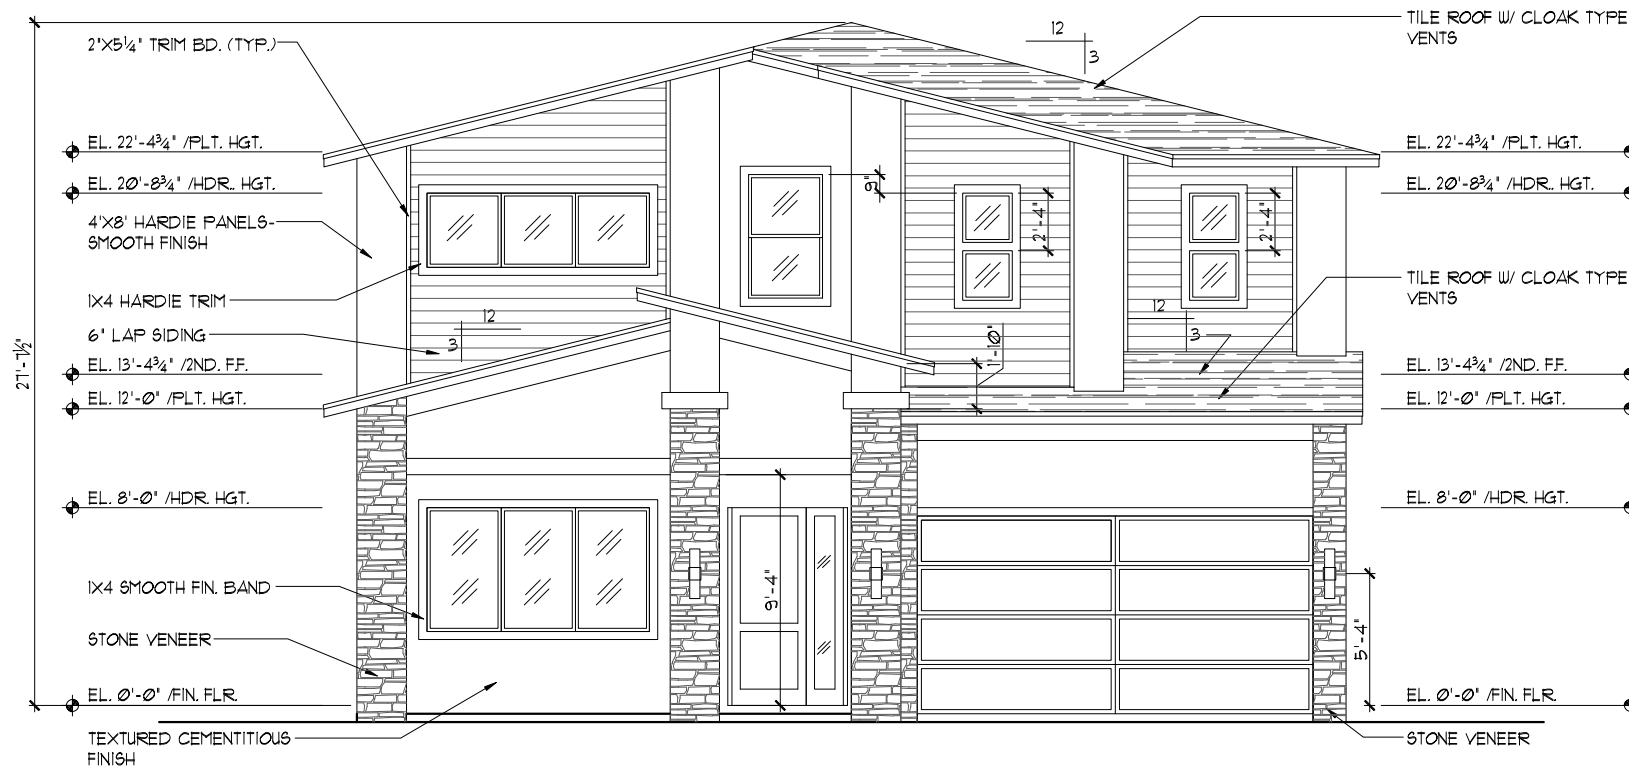 TILE ROOF W/ CLOAK TYPE
VENTS
12
3
2"X5¼" TRIM BD. (TYP.)
EL. 22'-4¾" /PLT. HGT.
EL. 22'-4¾" /PLT. HGT.
EL. 20'-8¾" /HDR.. HGT.
9"
EL. 20'-8¾" /HDR.. HGT.
4'X8' HARDIE PANELS-
SMOOTH FINISH
2'-4"
2'-4"
TILE ROOF W/ CLOAK TYPE
VENTS
1X4 HARDIE TRIM
12
3
12
3
6" LAP SIDING
1'-10"
27'-7½"
EL. 13'-4¾" /2ND. F.F.
EL. 13'-4¾" /2ND. F.F.
EL. 12'-0" /PLT. HGT.
EL. 12'-0" /PLT. HGT.
EL. 8'-0" /HDR. HGT.
EL. 8'-0" /HDR. HGT.
1X4 SMOOTH FIN. BAND
9'-4"
STONE VENEER
5'-4"
EL. 0'-0" /FIN. FLR.
EL. 0'-0" /FIN. FLR.
TEXTURED CEMENTITIOUS
FINISH
STONE VENEER